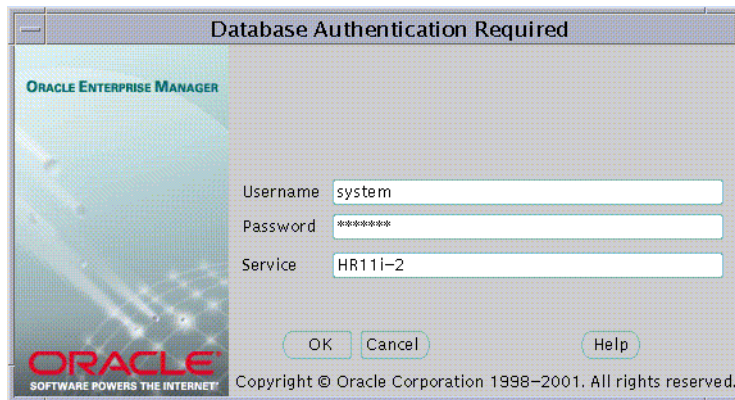 Database Authentication Required
ORACLE ENTERPRISE MANAGER
Username system
Password *******
Service HR11i-2
OK Cancel Help
ORACLE®
SOFTWARE POWERS THE INTERNET™
Copyright © Oracle Corporation 1998-2001. All rights reserved.